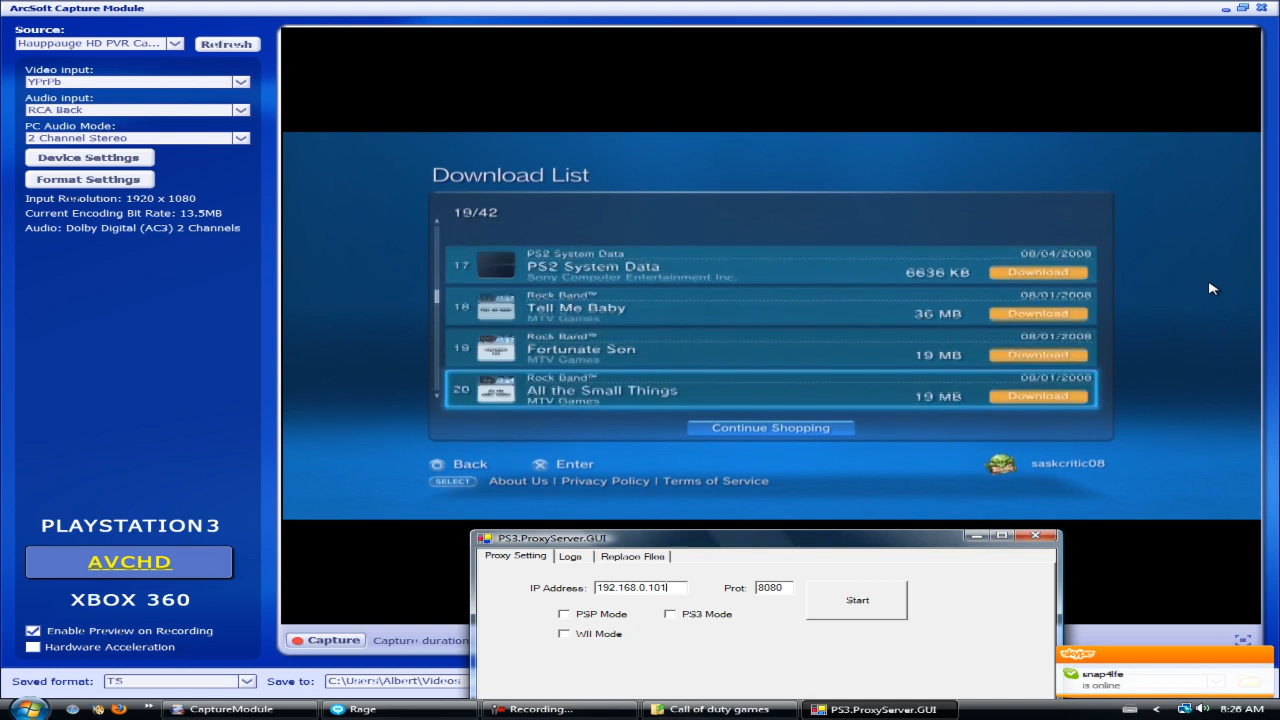 ArcSoft Capture Module
Source:
Hauppauge HD PVR Ca...
Refresh
Video input:
YPrPb
Audio input:
RCA Back
PC Audio Mode:
2 Channel Stereo
Device Settings
Format Settings
Input Resolution: 1920 x 1080
Current Encoding Bit Rate: 13.5MB
Audio: Dolby Digital (AC3) 2 Channels
PLAYSTATION3
AVCHD
XBOX 360
Enable Preview on Recording
Hardware Acceleration
Saved format: TS
Save to: C:\Users\Albert\Videos
Capture
Capture duration
Download List
19/42
17
PS2 System Data
08/04/2008
PS2 System Data
6636 KB
Download
Sony Computer Entertainment Inc.
18
Rock Band™
08/01/2008
Tell Me Baby
36 MB
Download
MTV Games
19
Rock Band™
08/01/2008
Fortunate Son
19 MB
Download
MTV Games
20
Rock Band™
08/01/2008
All the Small Things
19 MB
Download
MTV Games
Continue Shopping
Back
Enter
saskcritic08
SELECT
About Us | Privacy Policy | Terms of Service
PS3.ProxyServer.GUI
Proxy Setting
Logs
Replace Files
IP Address: 192.168.0.101
Prot: 8080
Start
PSP Mode
PS3 Mode
WII Mode
skype
snap4life
is online
CaptureModule
Rage
Recording...
Call of duty games
PS3.ProxyServer.GUI
8:26 AM